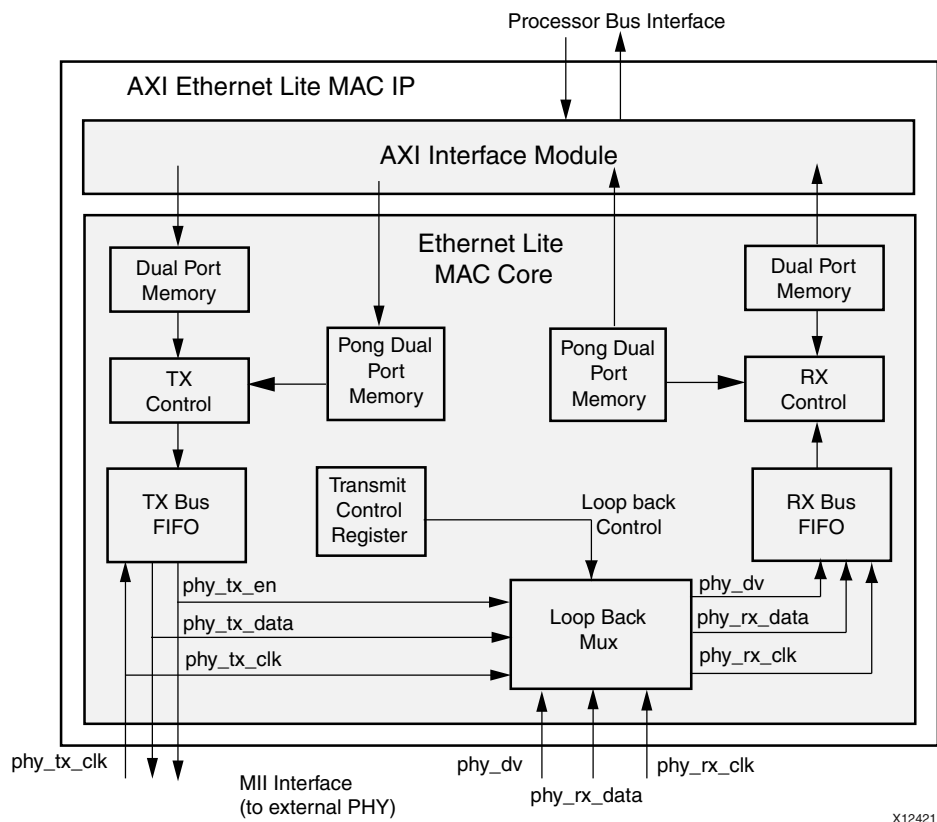 Processor Bus Interface
AXI Ethernet Lite MAC IP
AXI Interface Module
Ethernet Lite
MAC Core
Dual Port
Memory
Dual Port
Memory
Pong Dual
Port
Memory
Pong Dual
Port
Memory
TX
Control
RX
Control
TX Bus
FIFO
Transmit
Control
Register
Loop back
Control
RX Bus
FIFO
phy_tx_en
phy_tx_data
phy_tx_clk
Loop Back
Mux
phy_dv
phy_rx_data
phy_rx_clk
phy_tx_clk
MII Interface
(to external PHY)
phy_dv
phy_rx_data
phy_rx_clk
X12421